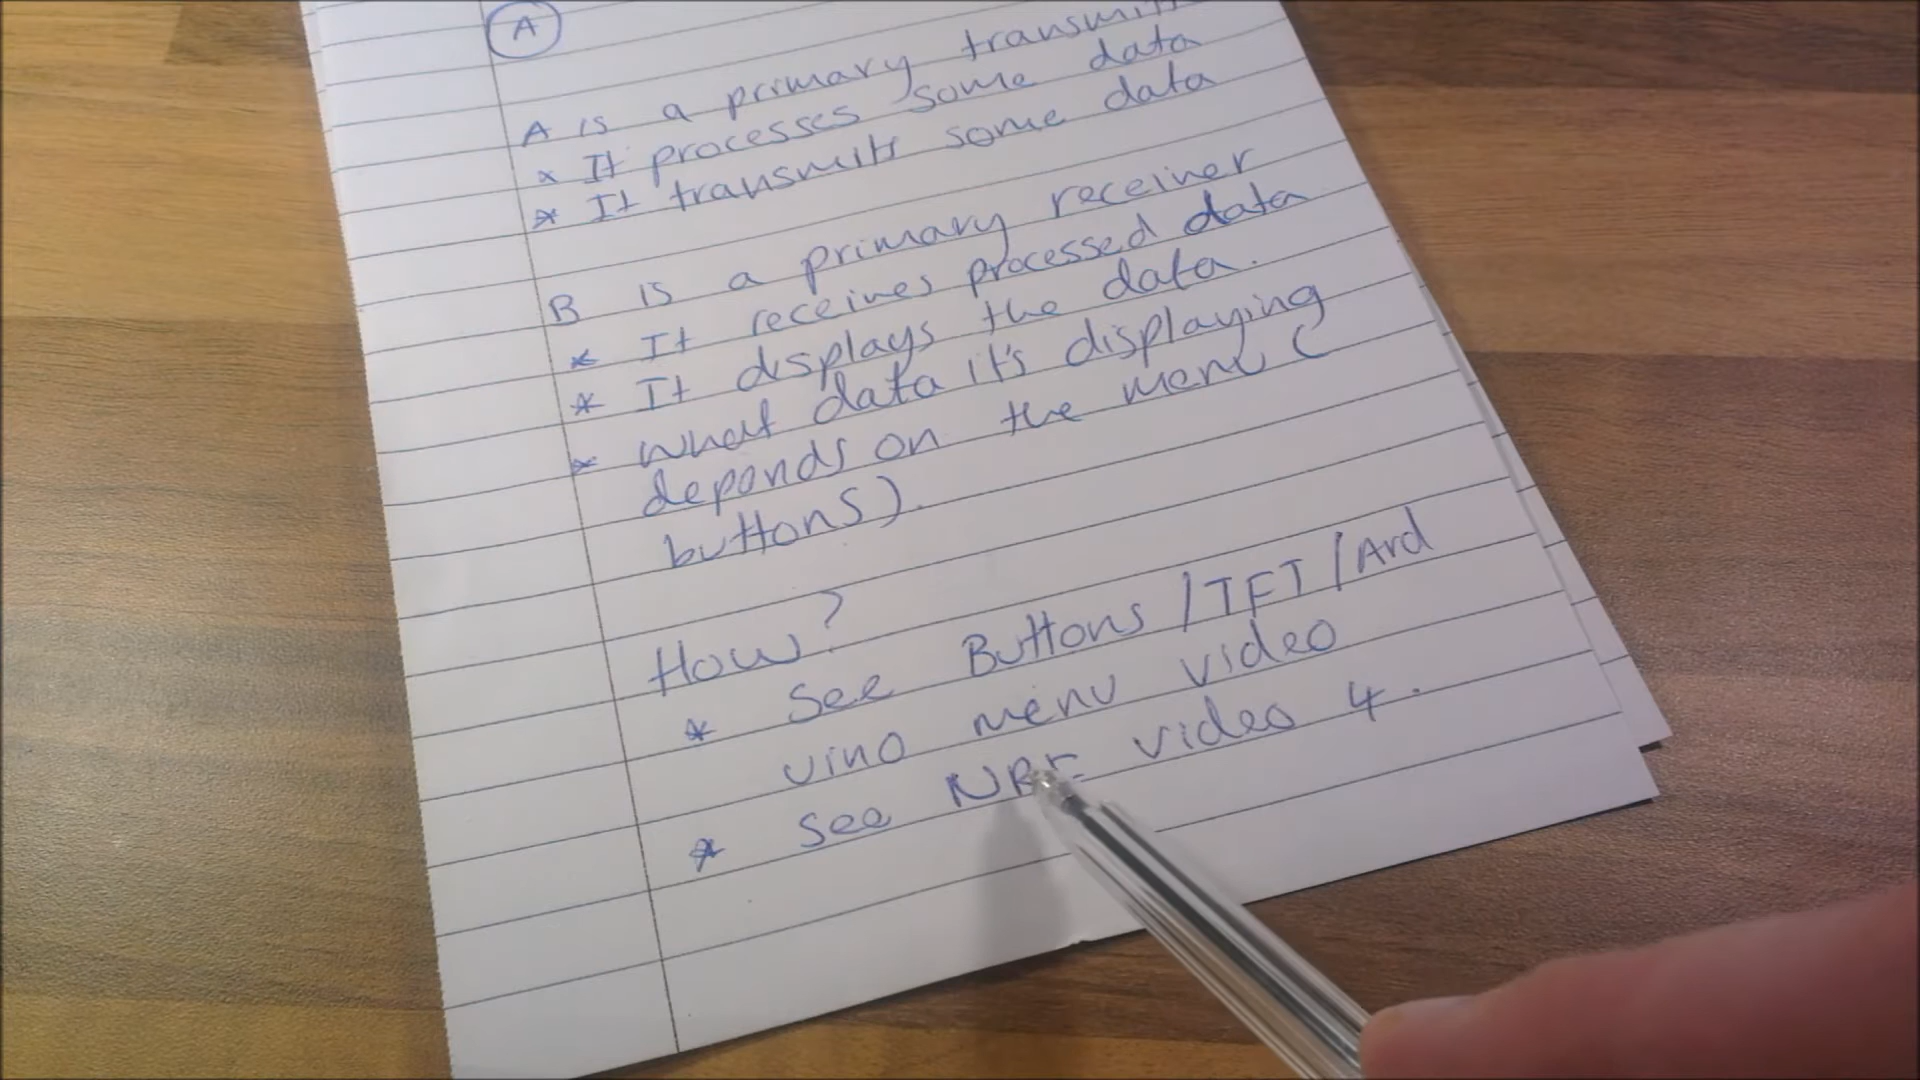 A
A is a primary
* It processes some data
* It transmits some data
B is a primary receiver
* It receives processed data
* It displays the data.
* What data it's displaying
depends on the menu (
buttons).
How?
* See Buttons/TFT/Ard
uino menu video
* See NRF video 4.